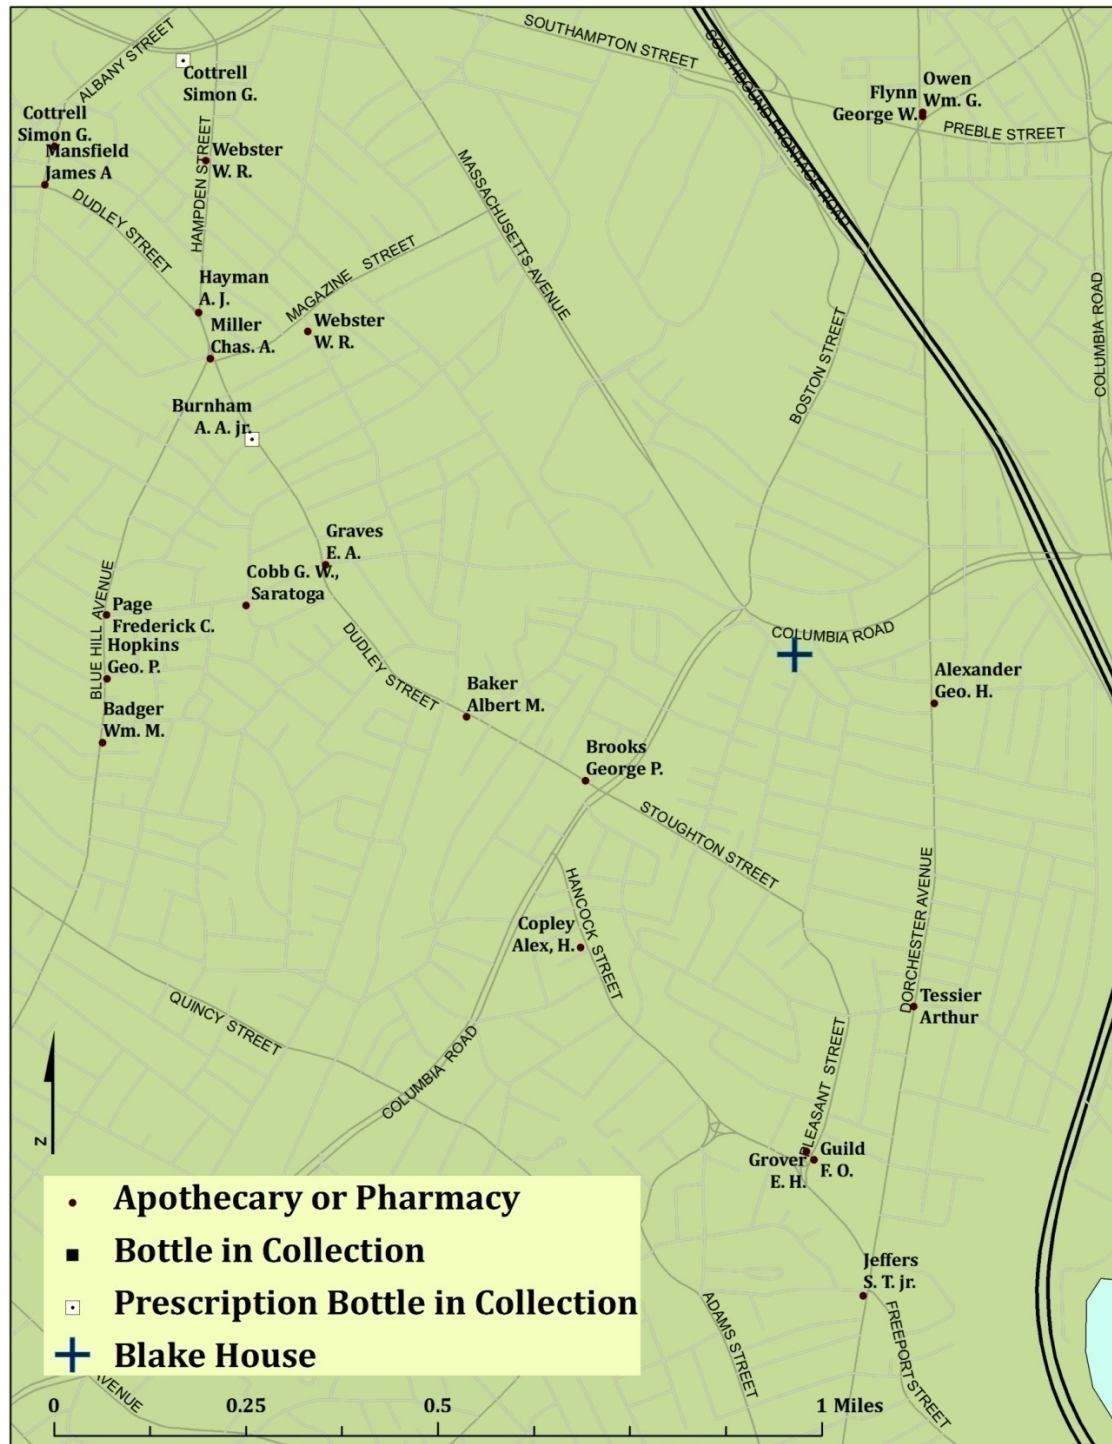 SOUTHAMPTON STREET
ALBANY STREET
SOUTHBOUND FRONTAGE ROAD
Cottrell
Simon G.
Owen
Wm. G.
Flynn
George W.
PREBLE STREET
Cottrell
Simon G.
Mansfield
James A
Webster
W. R.
HAMPDEN STREET
MASSACHUSETTS AVENUE
DUDLEY STREET
MAGAZINE STREET
Hayman
A. J.
Miller
Chas. A.
Webster
W. R.
BOSTON STREET
COLUMBIA ROAD
Burnham
A. A. jr.
Graves
E. A.
Cobb G. W.,
Saratoga
BLUE HILL AVENUE
Page
Frederick C.
Hopkins
Geo. P.
Badger
Wm. M.
DUDLEY STREET
COLUMBIA ROAD
Alexander
Geo. H.
Baker
Albert M.
Brooks
George P.
STOUGHTON STREET
HANCOCK STREET
DORCHESTER AVENUE
Copley
Alex, H.
Tessier
Arthur
QUINCY STREET
COLUMBIA ROAD
PLEASANT STREET
Grover
E. H.
Guild
F. O.
Jeffers
S. T. jr.
ADAMS STREET
FREEPORT STREET
Z
Apothecary or Pharmacy
Bottle in Collection
Prescription Bottle in Collection
Blake House
AVENUE
0 0.25 0.5 1 Miles